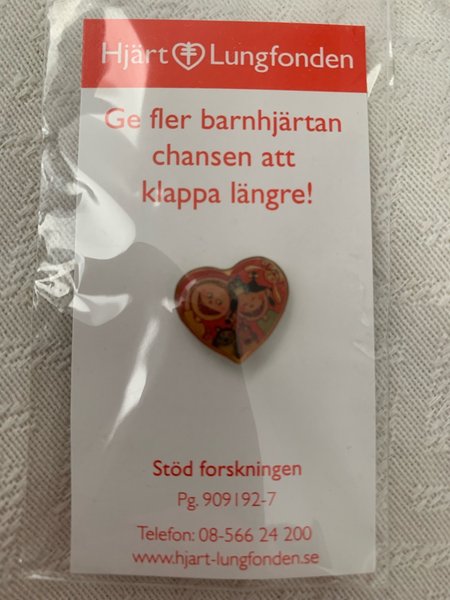 Hjärt Lungfonden
Ge fler barnhjärtan
chansen att
klappa längre!
Stöd forskningen
Pg. 909192-7
Telefon: 08-566 24 200
www.hjart-lungfonden.se